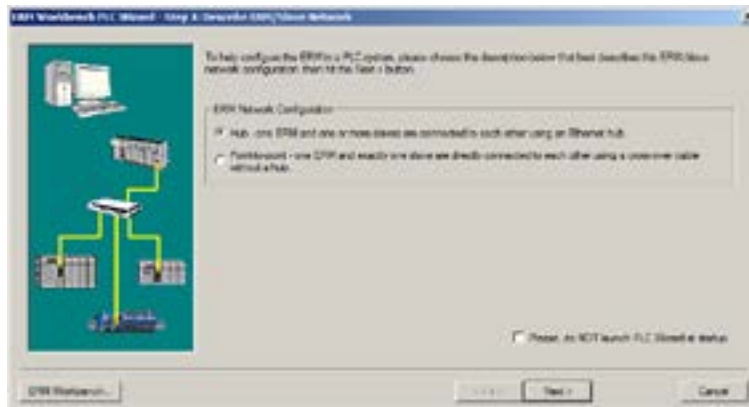 ERM Workbench PLC Wizard - Step 4: Describe ERM/Slave Network
To help configure the ERM in a PLC system, please choose the description below that best describes the ERM/Slave
network configuration then hit the Next > button.
ERM Network Configuration
Hub - one ERM and one or more slaves are connected to each other using an Ethernet hub.
Point-to-point - one ERM and exactly one slave are directly connected to each other using a cross-over cable
without a hub.
Please, do NOT launch PLC Wizard at startup.
ERM Workbench...
Next >
Cancel